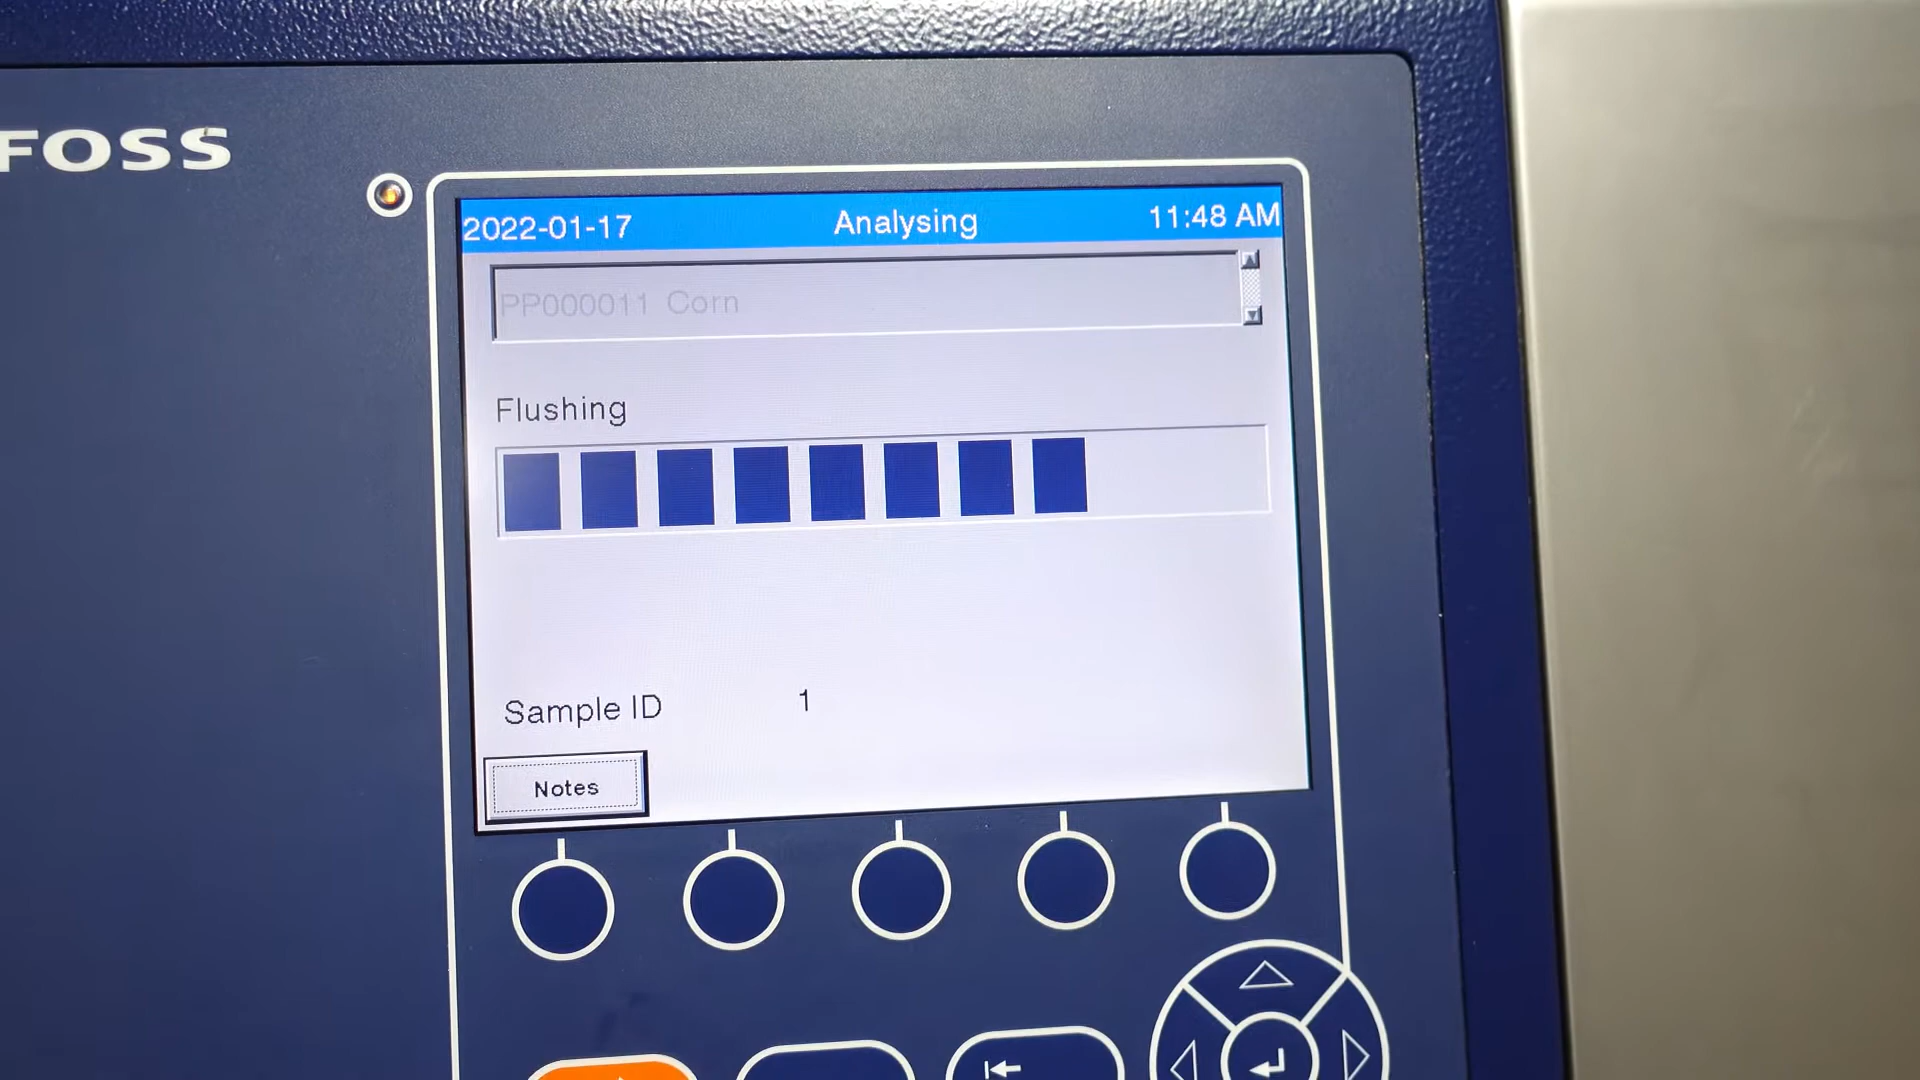 FOSS
2022-01-17 Analysing 11:48 AM
PP000011 Corn
Flushing
Sample ID 1
Notes